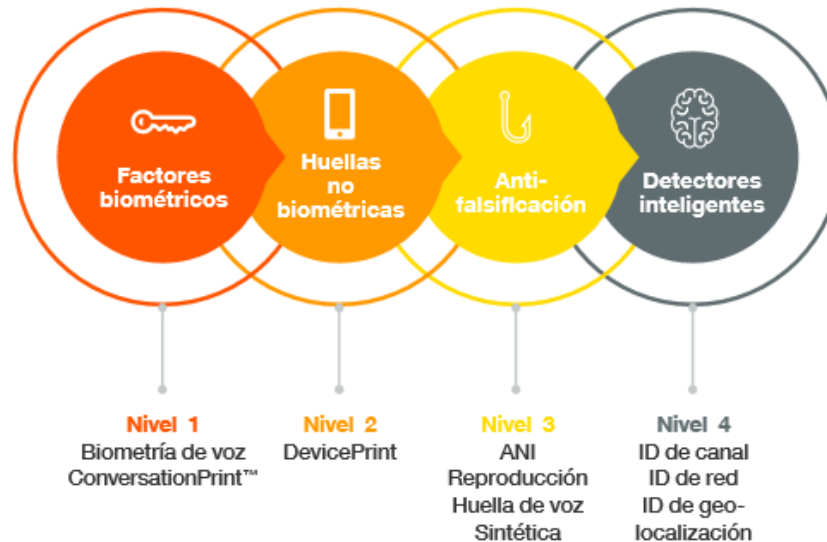 Factores
biométricos
Huellas
no
biométricas
Anti-
falsificación
Detectores
inteligentes
Nivel 1
Biometría de voz
ConversationPrint™
Nivel 2
DevicePrint
Nivel 3
ANI
Reproducción
Huella de voz
Sintética
Nivel 4
ID de canal
ID de red
ID de geo-
localización